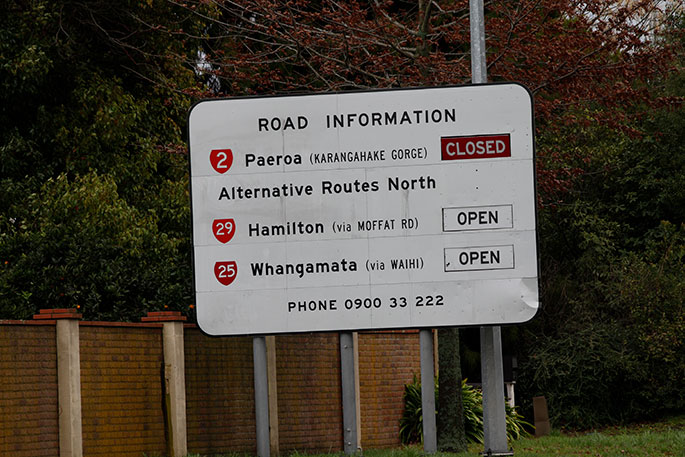 ROAD INFORMATION
2 Paeroa (KARANGAHAKE GORGE) CLOSED
Alternative Routes North
29 Hamilton (via MOFFAT RD) OPEN
25 Whangamata (via WAIHI) OPEN
PHONE 0900 33 222